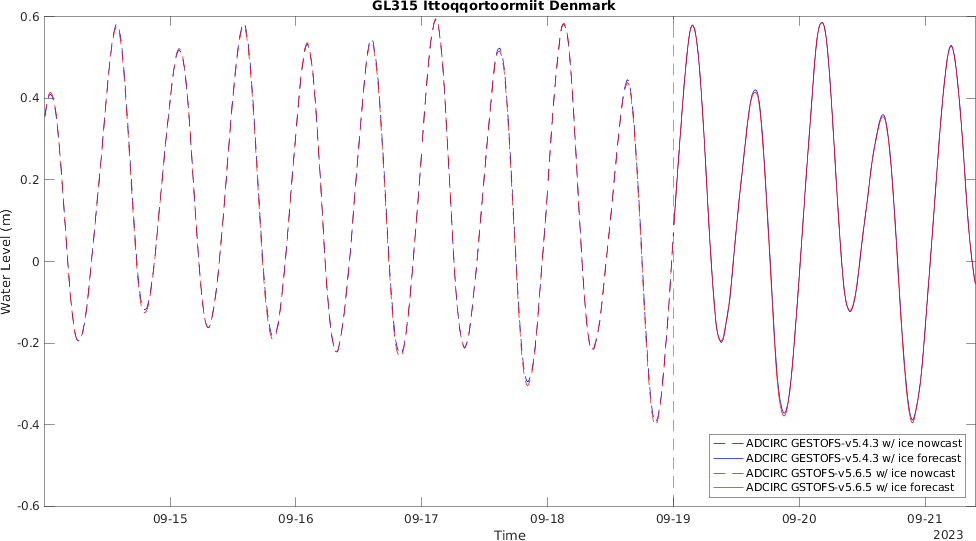 GL315 Ittoqqortoormiit Denmark
0.6
0.4
0.2
0
-0.2
-0.4
-0.6
Water Level (m)
09-15
09-16
09-17
09-18
09-19
09-20
09-21
Time
2023
ADCIRC GESTOFS-v5.4.3 w/ ice nowcast
ADCIRC GESTOFS-v5.4.3 w/ ice forecast
ADCIRC GSTOFS-v5.6.5 w/ ice nowcast
ADCIRC GSTOFS-v5.6.5 w/ ice forecast